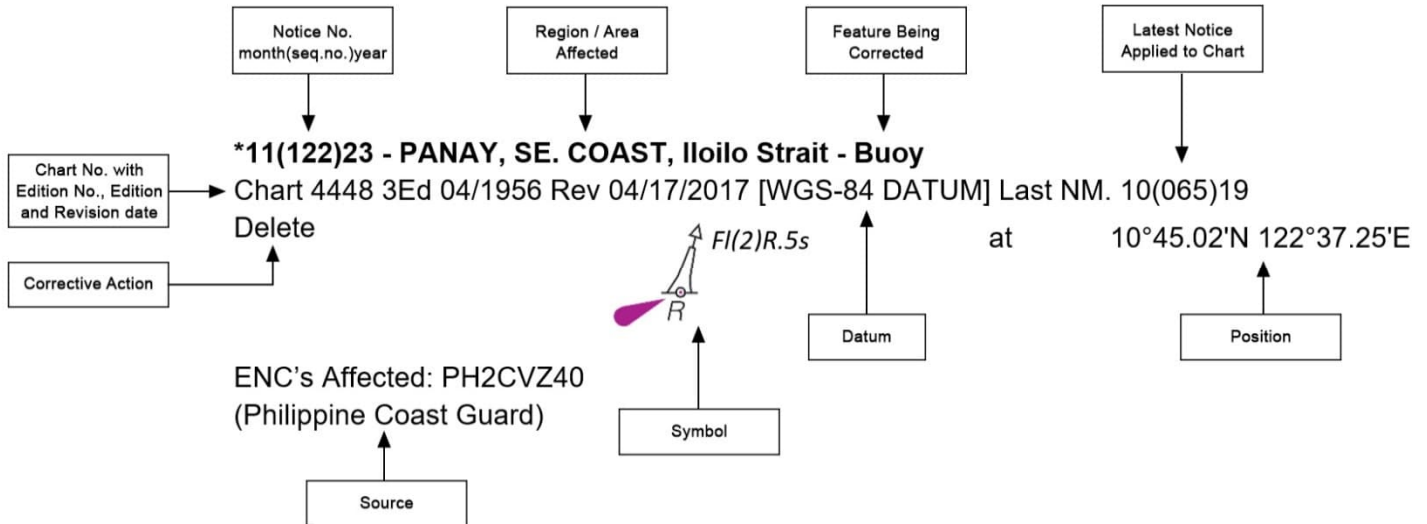 Notice No.
month(seq.no.)year
Region / Area
Affected
Feature Being
Corrected
Latest Notice
Applied to Chart
*11(122)23 - PANAY, SE. COAST, Iloilo Strait - Buoy
Chart No. with
Edition No., Edition
and Revision date
Chart 4448 3Ed 04/1956 Rev 04/17/2017 [WGS-84 DATUM] Last NM. 10(065)19
Delete
Fl(2)R.5s
at
10°45.02'N 122°37.25'E
Corrective Action
R
Datum
Position
ENC’s Affected: PH2CVZ40
(Philippine Coast Guard)
Symbol
Source